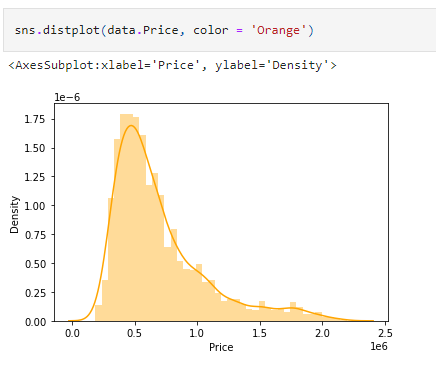 sns.distplot(data.Price, color = 'Orange')
<AxesSubplot:xlabel='Price', ylabel='Density'>
1e−6
1.75
1.50
1.25
1.00
0.75
0.50
0.25
0.00
Density
0.0 0.5 1.0 1.5 2.0 2.5
Price
1e6